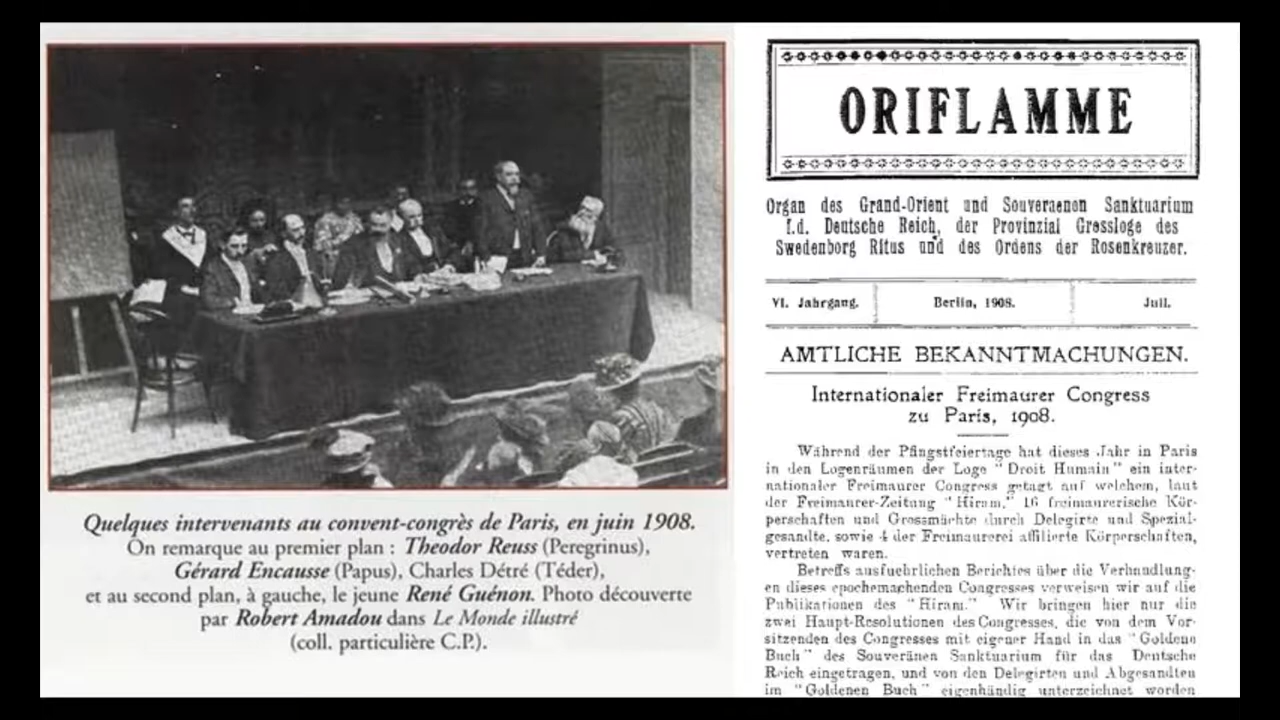 Quelques intervenants au convent-congrès de Paris, en juin 1908.
On remarque au premier plan : Theodor Reuss (Peregrinus),
Gérard Encausse (Papus), Charles Détré (Téder),
et au second plan, à gauche, le jeune René Guénon. Photo découverte
par Robert Amadou dans Le Monde illustré
(coll. particulière C.P.).
ORIFLAMME
Organ des Grand-Orient und Souveraenen Sanktuarium
f.d. Deutsche Reich, der Provinzial Grossloge des
Swedenborg Ritus und des Ordens der Rosenkreuzer.
VI. Jahrgang. Berlin, 1908. Juli.
AMTLICHE BEKANNTMACHUNGEN.
Internationaler Freimaurer Congress
zu Paris, 1908.
Während der Pfingstfeiertage hat dieses Jahr in Paris
in den Logenräumen der Loge "Droit Humain" ein inter-
nationaler Freimaurer Congress getagt auf welchem, laut
der Freimaurer-Zeitung "Hiram," 16 freimaurerische Kör-
perschaften und Grossmächte durch Delegirte und Spezial-
gesandte, sowie 4 der Freimaurerei affilirte Körperschaften,
vertreten waren.
Betreffs ausfuehrlichen Berichtes über die Verhandlung-
en dieses epochemachenden Congresses verweisen wir auf die
Publikationen des "Hiram." Wir bringen hier nur die
zwei Haupt-Resolutionen des Congresses, die von dem Vor-
sitzenden des Congresses mit eigener Hand in das "Goldene
Buch" des Souveränen Sanktuarium für das Deutsche
Reich eingetragen, und von den Delegirten und Abgesandten
im "Goldenen Buch" eigenhändig unterzeichnet worden